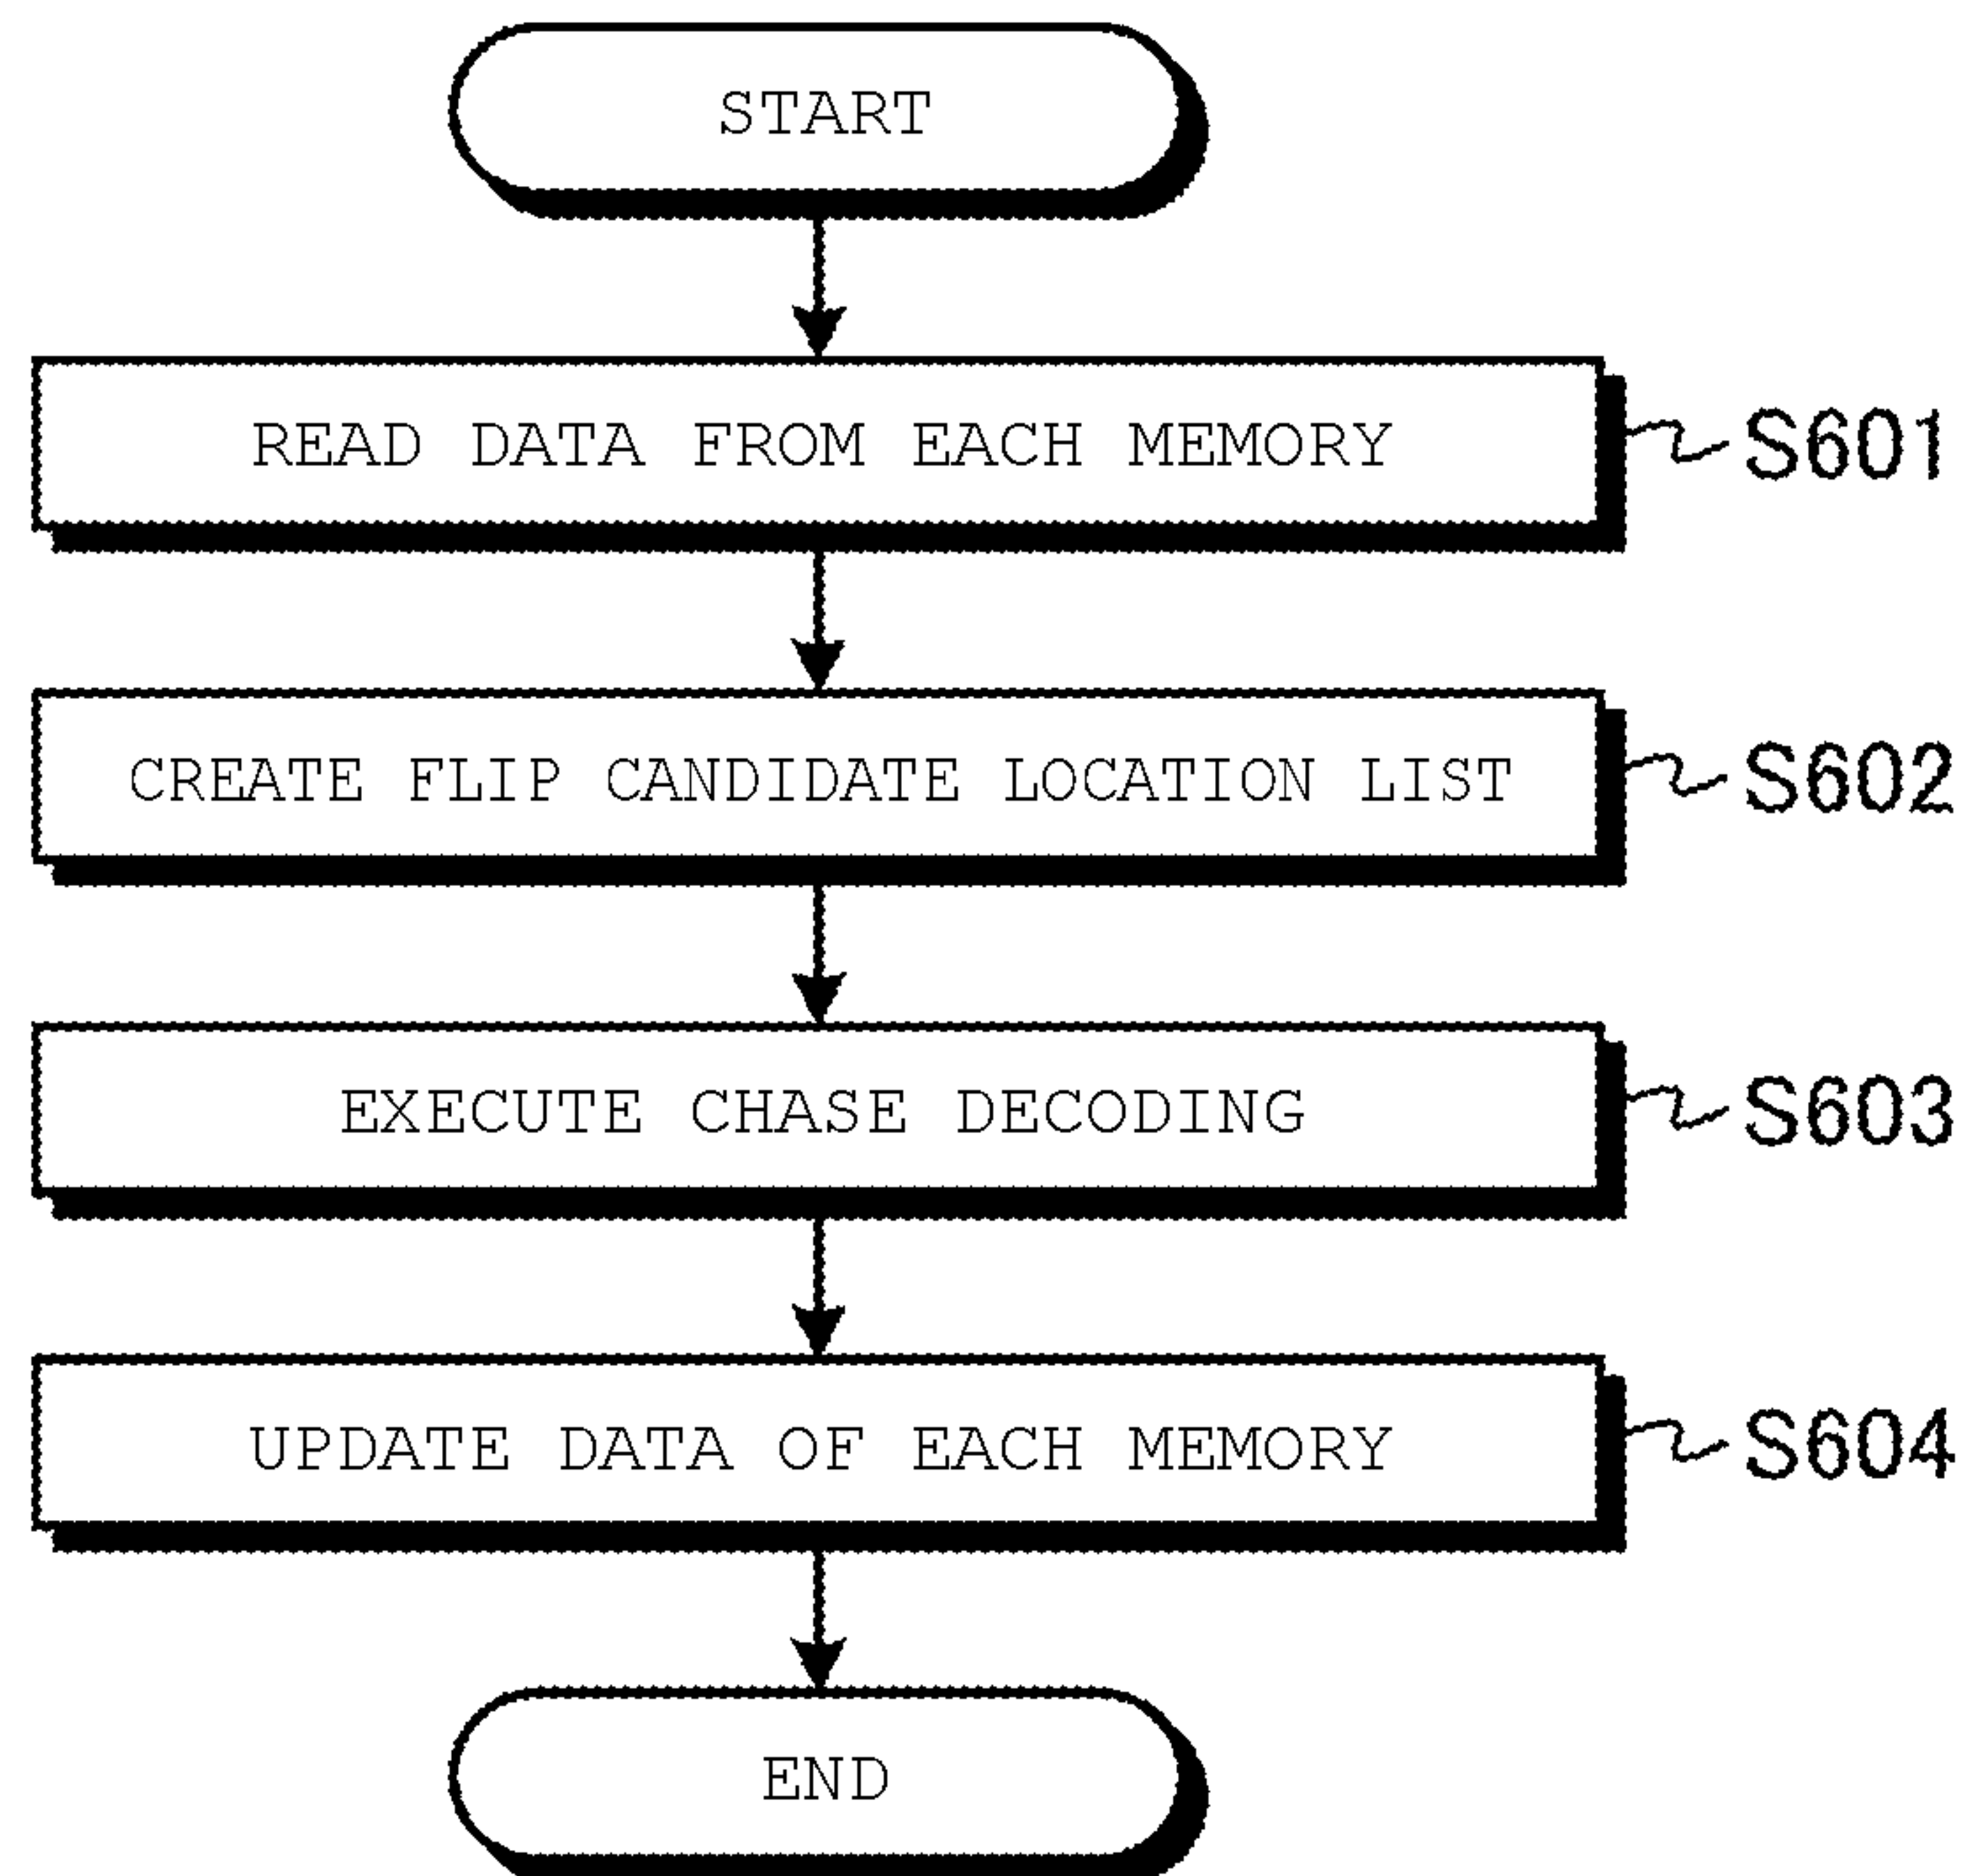 START
READ DATA FROM EACH MEMORY
S601
CREATE FLIP CANDIDATE LOCATION LIST
S602
EXECUTE CHASE DECODING
S603
UPDATE DATA OF EACH MEMORY
S604
END